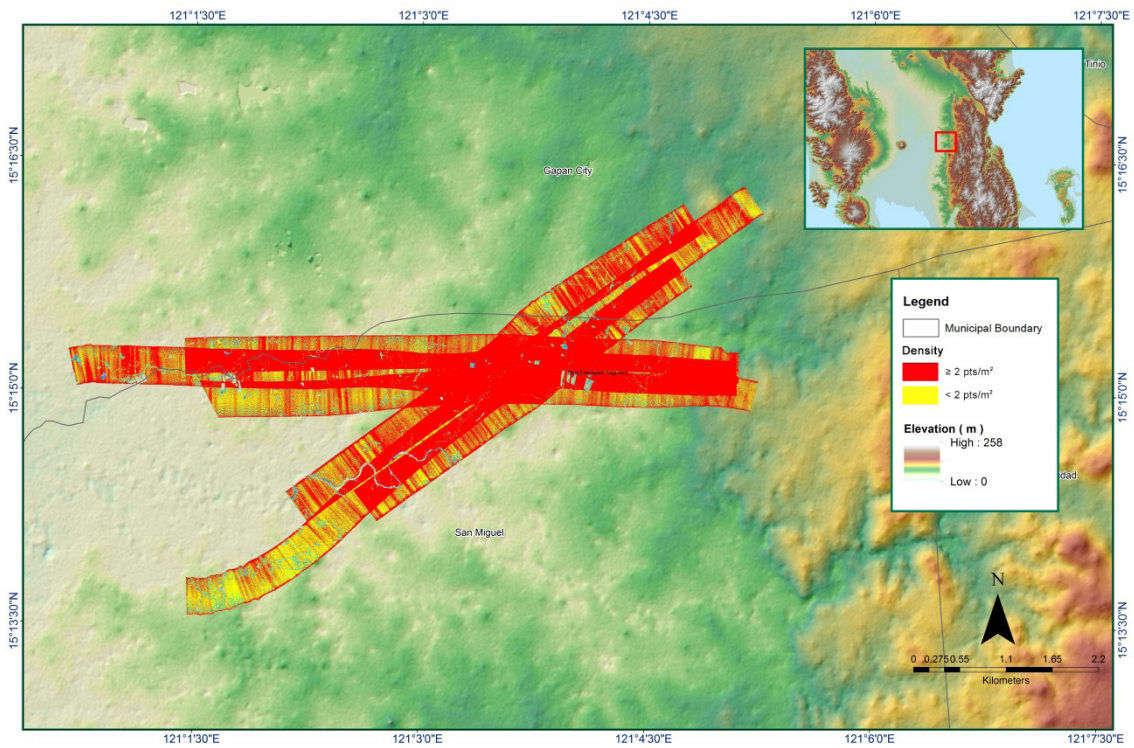 121°1'30"E 121°3'0"E 121°4'30"E 121°6'0"E 121°7'30"E
Tinio
15°16'30"N 15°16'30"N
Gapan City
Legend
Municipal Boundary
Density
≥ 2 pts/m²
< 2 pts/m²
15°15'0"N 15°15'0"N
Elevation ( m )
High : 258
Low : 0
edad
San Miguel
N
15°13'30"N 15°13'30"N
0 0.275 0.55 1.1 1.65 2.2
Kilometers
121°1'30"E 121°3'0"E 121°4'30"E 121°6'0"E 121°7'30"E